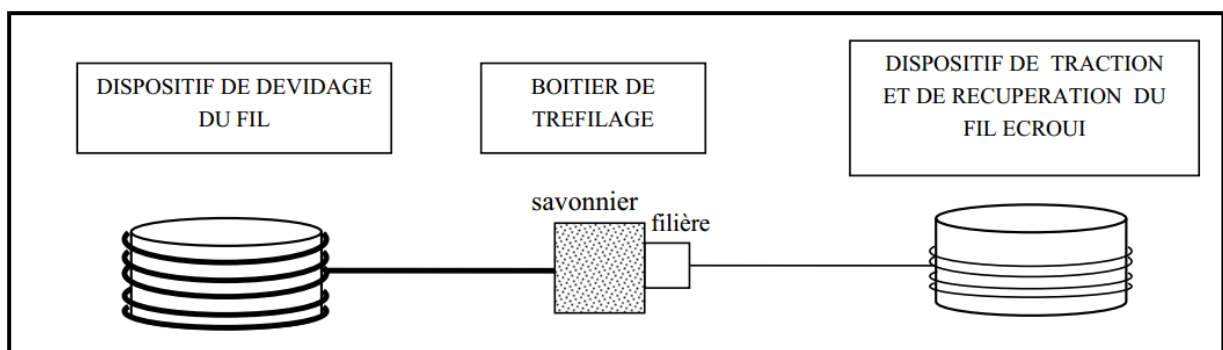 DISPOSITIF DE DEVIDAGE
DU FIL
BOITIER DE
TREFILAGE
DISPOSITIF DE TRACTION
ET DE RECUPERATION DU
FIL ECROUI
savonnier
filière